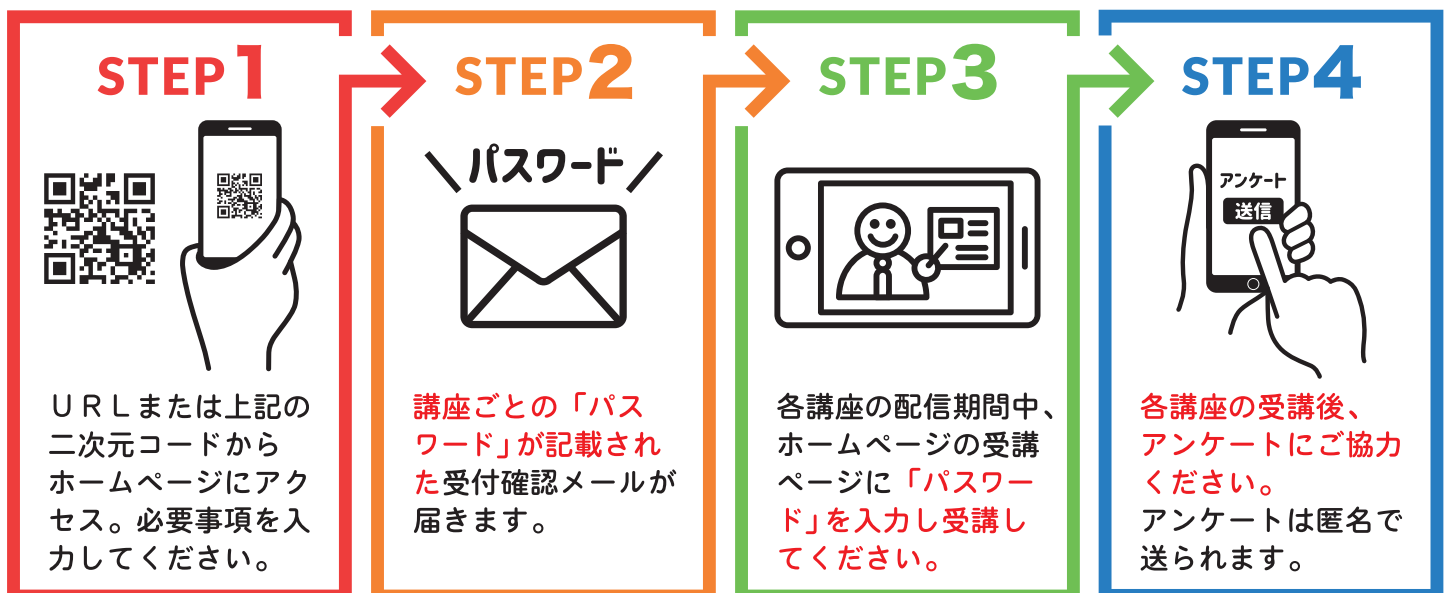 STEP1
ＵＲＬまたは上記の
二次元コードから
ホームページにアク
セス。必要事項を入
力してください。
STEP2
パスワード
講座ごとの「パス
ワード」が記載され
た受付確認メールが
届きます。
STEP3
各講座の配信期間中、
ホームページの受講
ページに「パスワー
ド」を入力し受講し
てください。
STEP4
アンケート
送信
各講座の受講後、
アンケートにご協力
ください。
アンケートは匿名で
送られます。